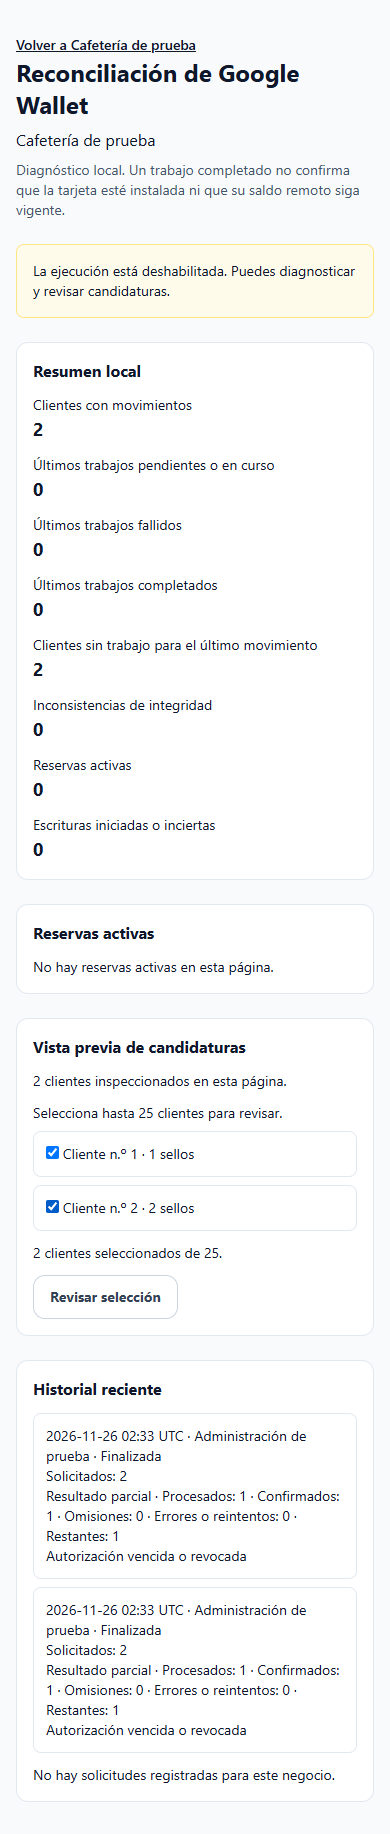 Volver a Cafetería de prueba
Reconciliación de Google
Wallet
Cafetería de prueba
Diagnóstico local. Un trabajo completado no confirma
que la tarjeta esté instalada ni que su saldo remoto siga
vigente.
La ejecución está deshabilitada. Puedes diagnosticar
y revisar candidaturas.
Resumen local
Clientes con movimientos
2
Últimos trabajos pendientes o en curso
0
Últimos trabajos fallidos
0
Últimos trabajos completados
0
Clientes sin trabajo para el último movimiento
2
Inconsistencias de integridad
0
Reservas activas
0
Escrituras iniciadas o inciertas
0
Reservas activas
No hay reservas activas en esta página.
Vista previa de candidaturas
2 clientes inspeccionados en esta página.
Selecciona hasta 25 clientes para revisar.
Cliente n.º 1 · 1 sellos
Cliente n.º 2 · 2 sellos
2 clientes seleccionados de 25.
Revisar selección
Historial reciente
2026-11-26 02:33 UTC · Administración de
prueba · Finalizada
Solicitados: 2
Resultado parcial · Procesados: 1 · Confirmados:
1 · Omisiones: 0 · Errores o reintentos: 0 ·
Restantes: 1
Autorización vencida o revocada
2026-11-26 02:33 UTC · Administración de
prueba · Finalizada
Solicitados: 2
Resultado parcial · Procesados: 1 · Confirmados:
1 · Omisiones: 0 · Errores o reintentos: 0 ·
Restantes: 1
Autorización vencida o revocada
No hay solicitudes registradas para este negocio.